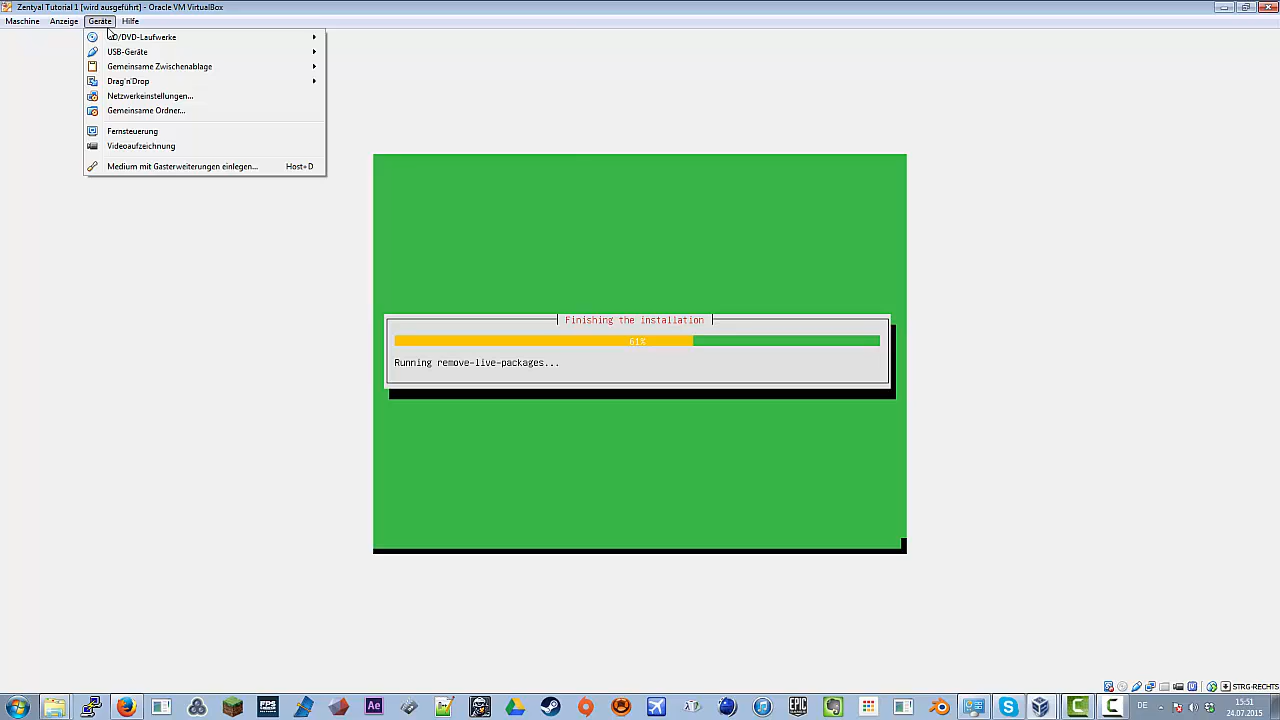 Zentyal Tutorial 1 [wird ausgeführt] - Oracle VM VirtualBox
Maschine Anzeige Geräte Hilfe
CD/DVD-Laufwerke
USB-Geräte
Gemeinsame Zwischenablage
Drag'n'Drop
Netzwerkeinstellungen...
Gemeinsame Ordner...
Fernsteuerung
Videoaufzeichnung
Medium mit Gasterweiterungen einlegen... Host+D
Finishing the installation
61%
Running remove-live-packages...
STRG-RECHTS
FPS
Ae
EPIC
DE
15:51
24.07.2015